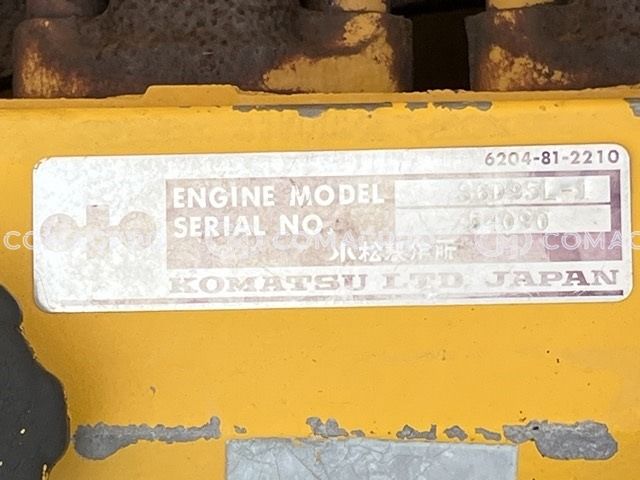 6204-81-2210
ENGINE MODEL S6D95L-1
SERIAL NO.
小松製作所
KOMATSU LTD. JAPAN